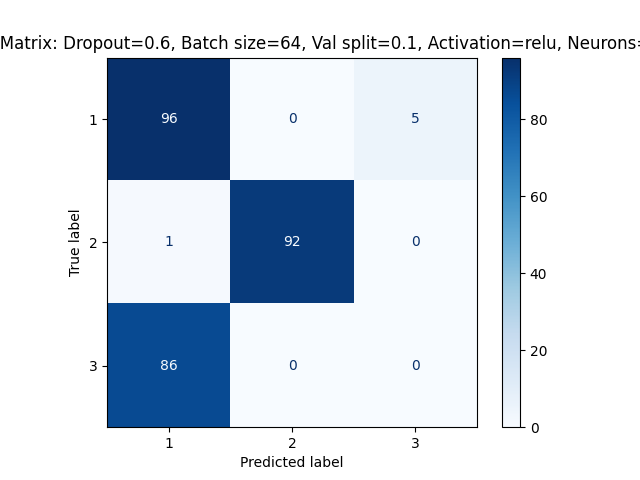 Matrix: Dropout=0.6, Batch size=64, Val split=0.1, Activation=relu, Neurons=
1 96 0 5
2 1 92 0
3 86 0 0
1 2 3
True label
Predicted label
80
60
40
20
0